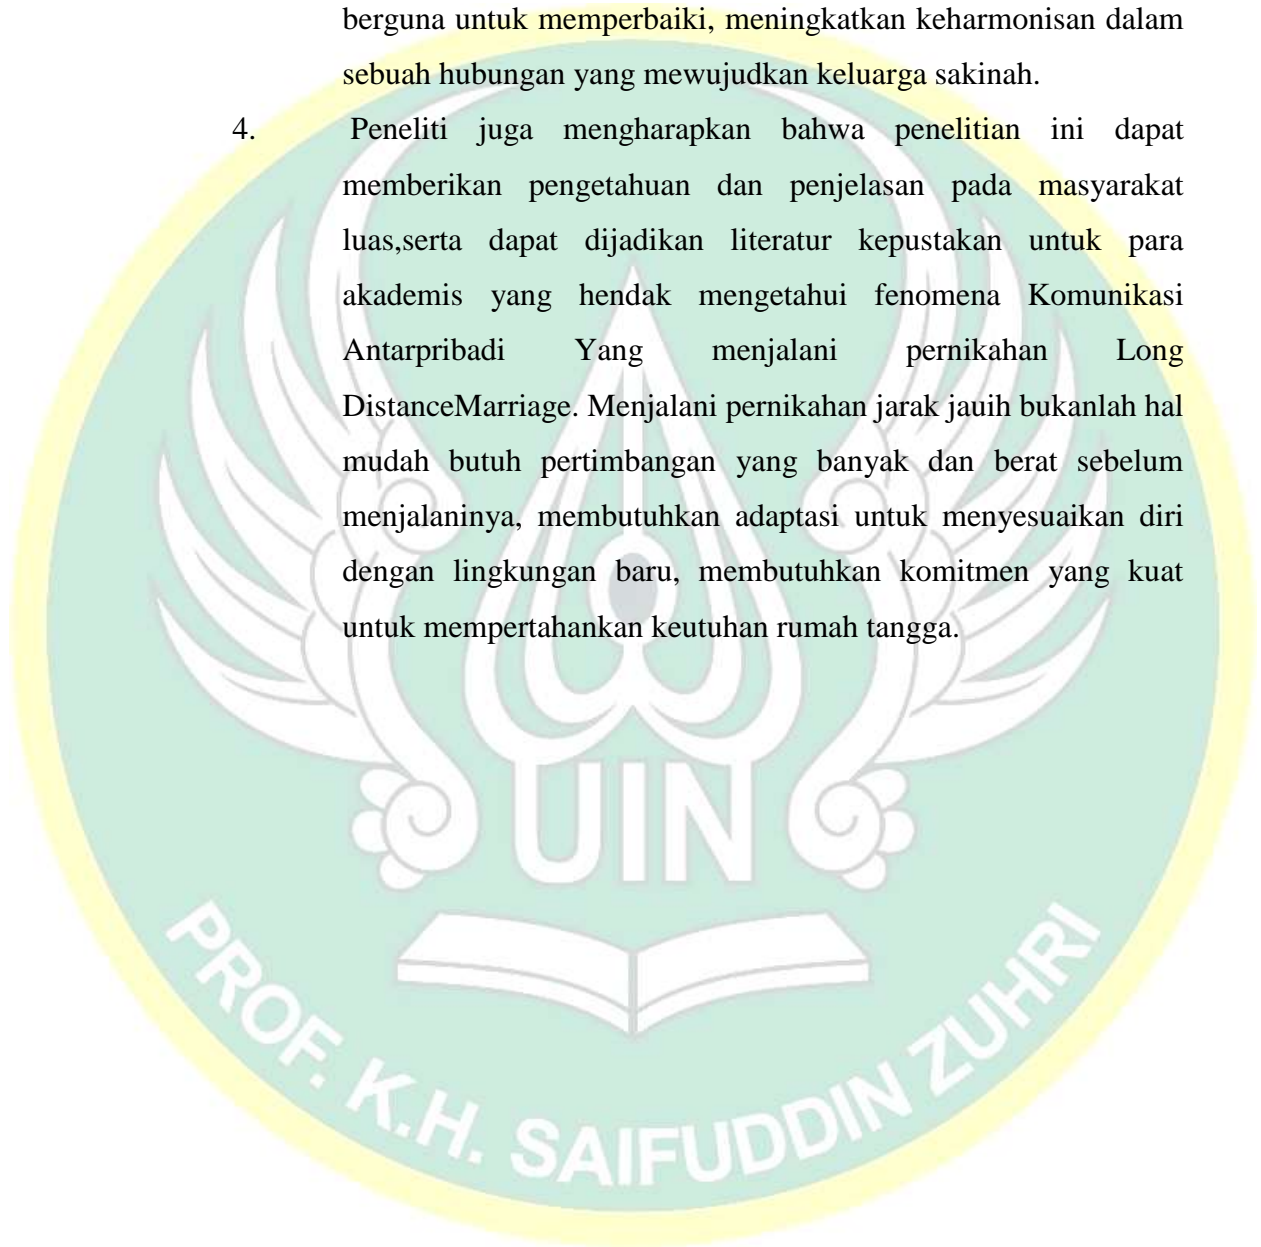 berguna untuk memperbaiki, meningkatkan keharmonisan dalam
sebuah hubungan yang mewujudkan keluarga sakinah.
4. Peneliti juga mengharapkan bahwa penelitian ini dapat
memberikan pengetahuan dan penjelasan pada masyarakat
luas,serta dapat dijadikan literatur kepustakan untuk para
akademis yang hendak mengetahui fenomena Komunikasi
Antarpribadi Yang menjalani pernikahan Long
DistanceMarriage. Menjalani pernikahan jarak jauih bukanlah hal
mudah butuh pertimbangan yang banyak dan berat sebelum
menjalaninya, membutuhkan adaptasi untuk menyesuaikan diri
dengan lingkungan baru, membutuhkan komitmen yang kuat
untuk mempertahankan keutuhan rumah tangga.
UIN
PROF. K.H. SAIFUDDIN ZUHRI